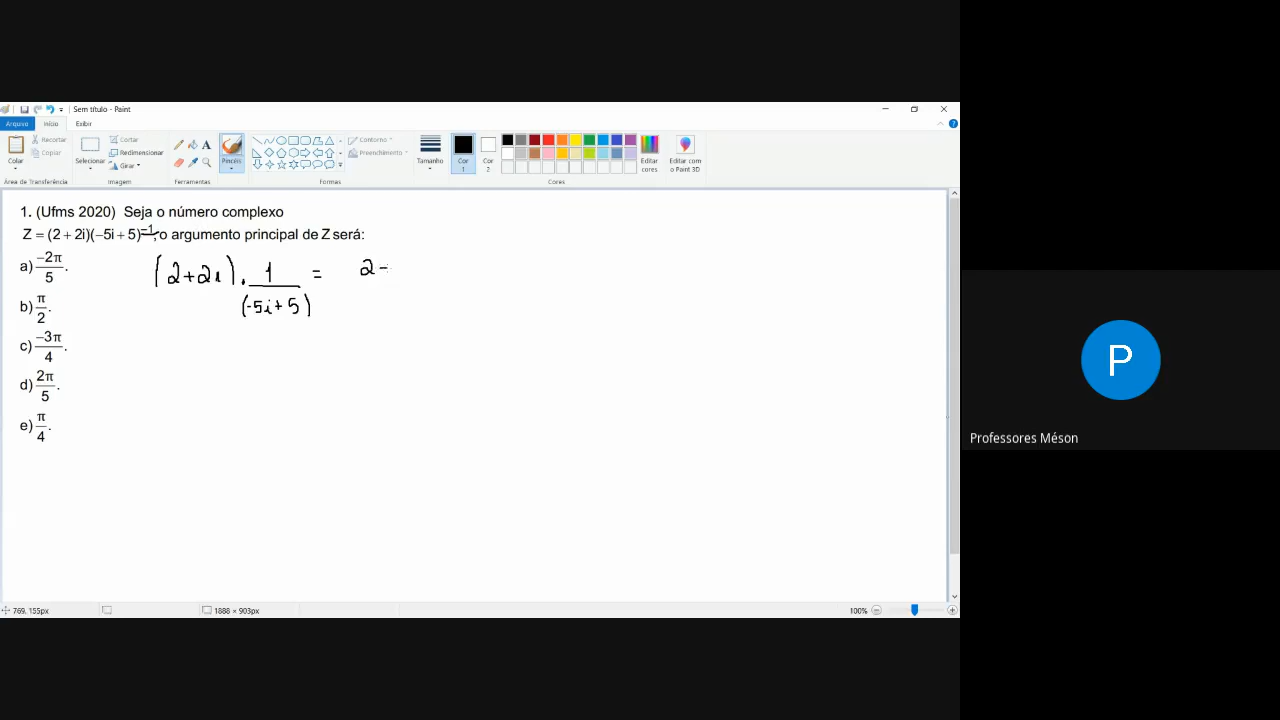 Sem título - Paint
Arquivo Início Exibir
Colar
Recortar
Copiar
Área de Transferência
Selecionar
Cortar
Redimensionar
Girar
Imagem
Ferramentas
Pincéis
Contorno
Preenchimento
Formas
Tamanho
Cor 1
Cor 2
Cores
Editar cores
Editar com o Paint 3D
1. (Ufms 2020) Seja o número complexo
Z = (2 + 2i)(−5i + 5)⁻¹, o argumento principal de Z será:
a) −2π/5.
b) π/2.
c) −3π/4.
d) 2π/5.
e) π/4.
(2+2i) . 1/(-5i+5) = 2 -
P
Professores Méson
769, 155px
1888 × 903px
100%